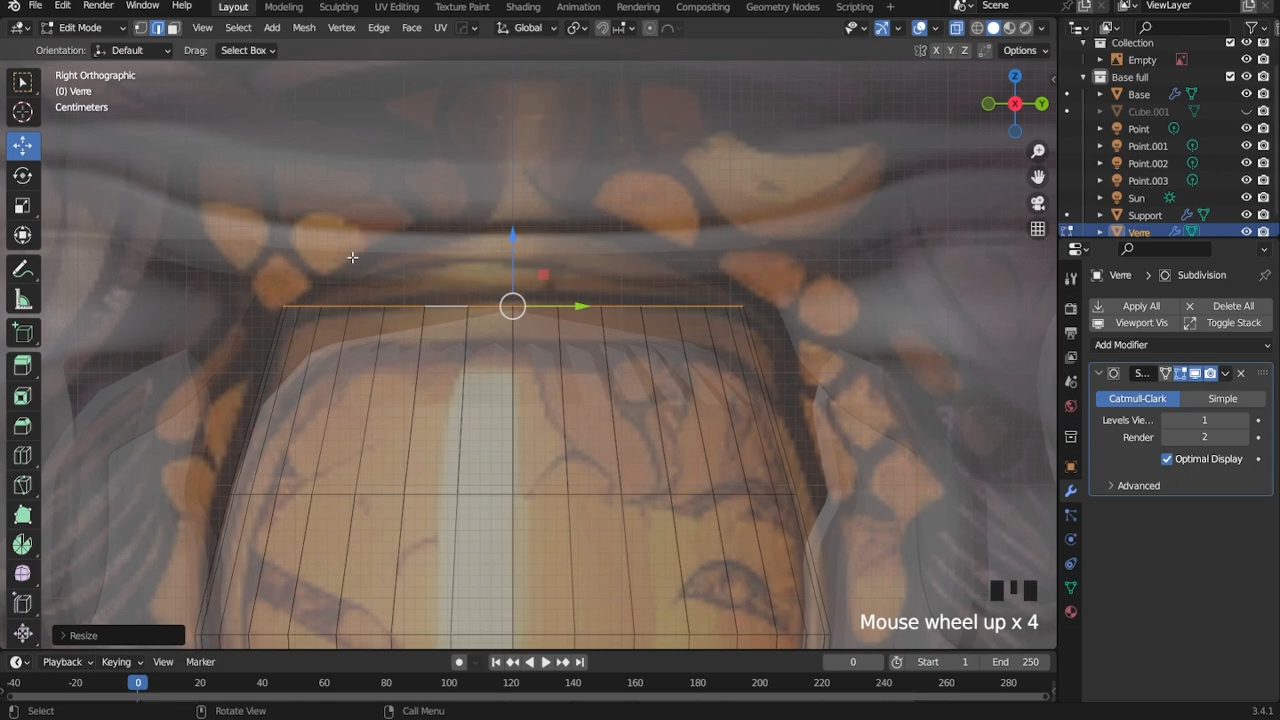 File Edit Render Window Help Layout Modeling Sculpting UV Editing Texture Paint Shading Animation Rendering Compositing Geometry Nodes Scripting Scene ViewLayer
Edit Mode View Select Add Mesh Vertex Edge Face UV Global
Orientation: Default Drag: Select Box X Y Z Options
Right Orthographic
(0) Verre
Centimeters
Z
X
Y
Collection
Empty
Base full
Base
Cube.001
Point
Point.001
Point.002
Point.003
Sun
Support
Verre
Verre Subdivision
Apply All Delete All
Viewport Vis Toggle Stack
Add Modifier
S...
Catmull-Clark Simple
Levels Vie... 1
Render 2
Optimal Display
Advanced
Mouse wheel up x 4
Resize
Playback Keying View Marker 0 Start 1 End 250
-40 -20 0 20 40 60 80 100 120 140 160 180 200 220 240 260 280
Select Rotate View Call Menu 3.4.1